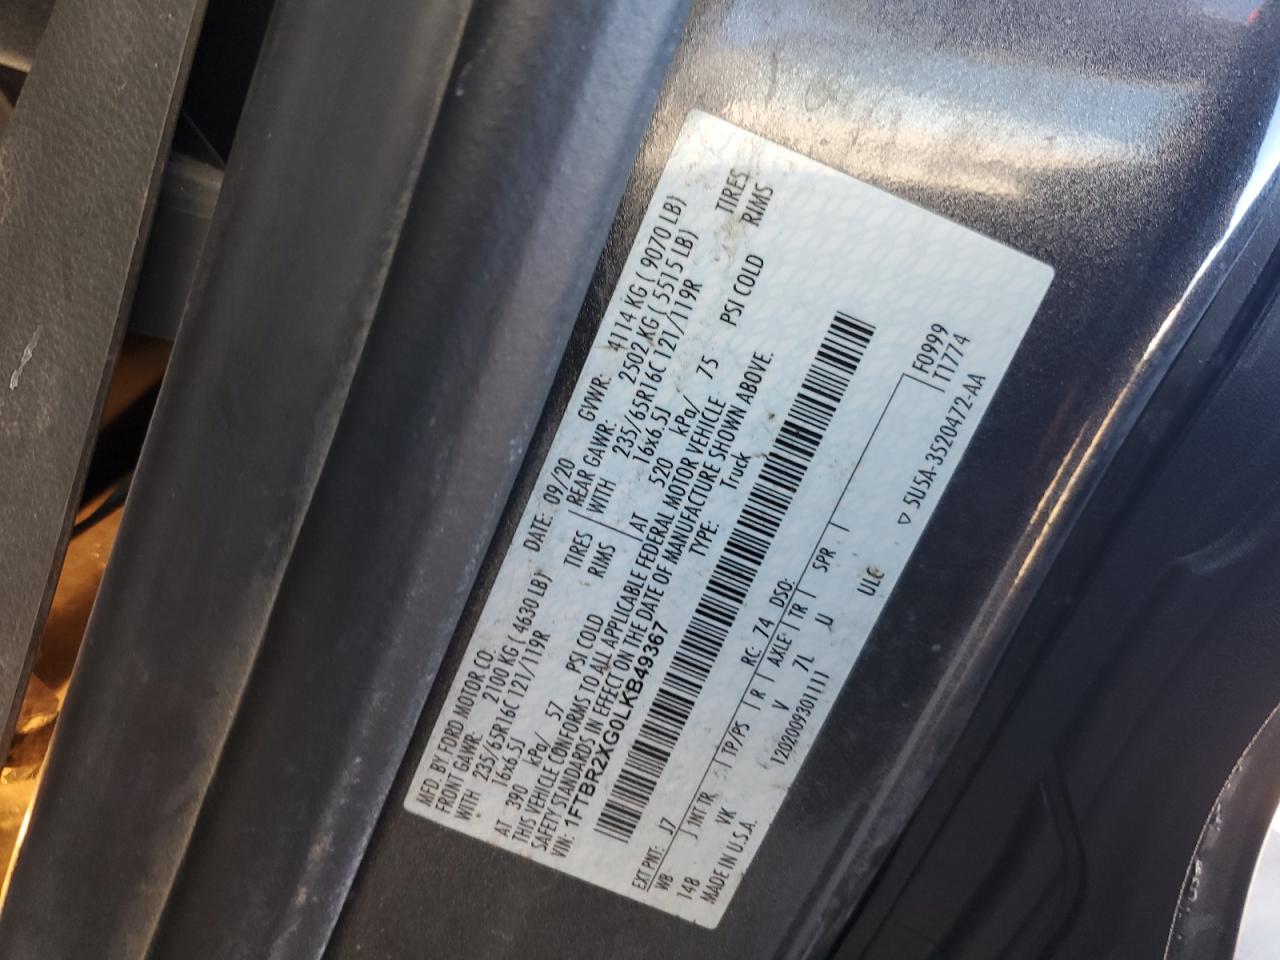 MFD. BY FORD MOTOR CO.
DATE: 09/20 GVWR: 4114 KG ( 9070 LB)
FRONT GAWR: 2100 KG ( 4630 LB) REAR GAWR: 2502 KG ( 5515 LB)
WITH 235/65R16C 121/119R TIRES WITH 235/65R16C 121/119R TIRES
16x6.5J RIMS 16x6.5J RIMS
AT 390 kPa/ 57 PSI COLD AT 520 kPa/ 75 PSI COLD
THIS VEHICLE CONFORMS TO ALL APPLICABLE FEDERAL MOTOR VEHICLE
SAFETY STANDARDS IN EFFECT ON THE DATE OF MANUFACTURE SHOWN ABOVE.
VIN: 1FTBR2XG0LKB49367 TYPE: Truck
EXT PNT: J7 RC: 74 DSO: F0999
WB INT TR TP/PS R AXLE TR SPR T17774
148 VK V 7L JJ
MADE IN U.S.A. 1202009301111 ULC ▽ 5U5A-3520472-AA